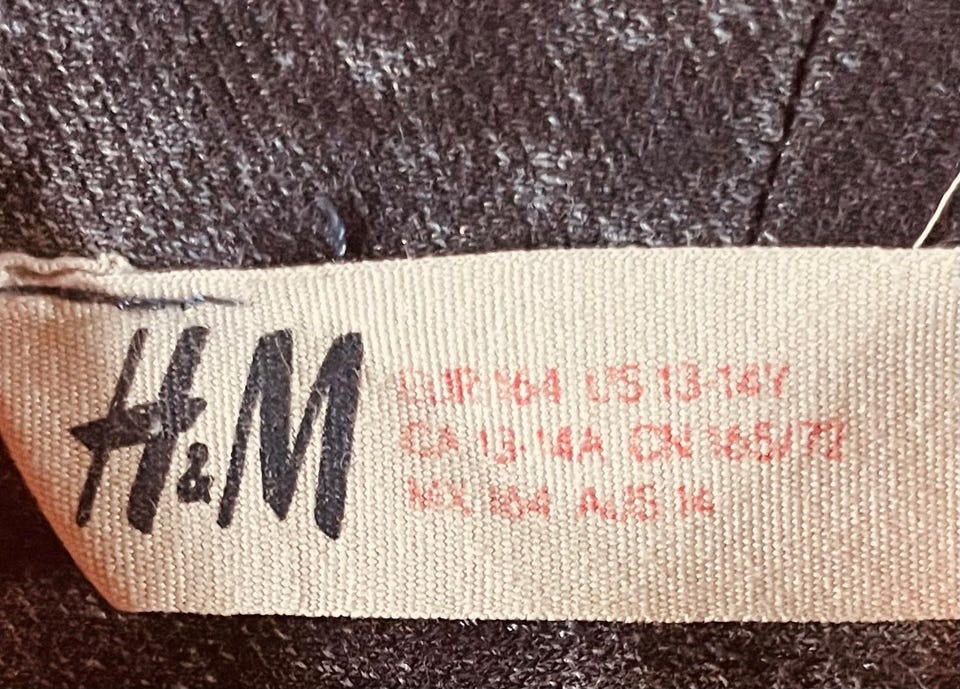 H&M
EUR 164 US 13-14Y
CA 13-14A CN 165/72
MX 164 AUS 14